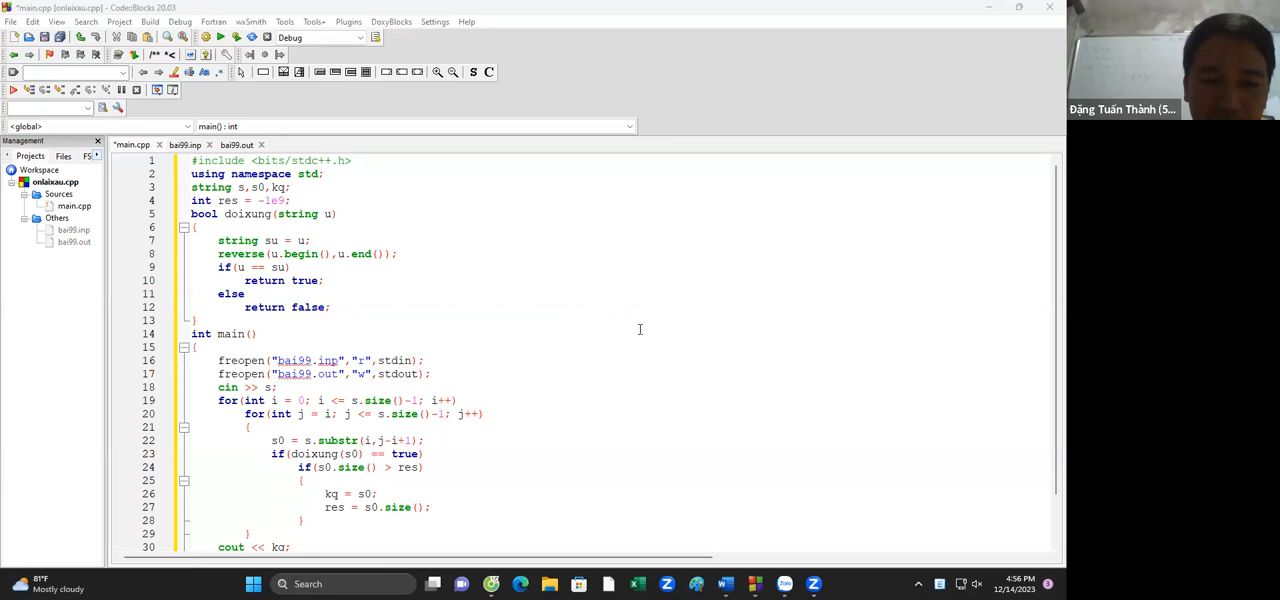 *main.cpp [onlaixau.cpp] - Code::Blocks 20.03
File Edit View Search Project Build Debug Fortran wxSmith Tools Tools+ Plugins DoxyBlocks Settings Help
Debug
/** *<
S C
<global>
main() : int
Management
Projects Files FS
Workspace
onlaixau.cpp
Sources
main.cpp
Others
bai99.inp
bai99.out
*main.cpp bai99.inp bai99.out
1 #include <bits/stdc++.h>
2 using namespace std;
3 string s,s0,kq;
4 int res = -1e9;
5 bool doixung(string u)
6 {
7 string su = u;
8 reverse(u.begin(),u.end());
9 if(u == su)
10 return true;
11 else
12 return false;
13 }
14 int main()
15 {
16 freopen("bai99.inp","r",stdin);
17 freopen("bai99.out","w",stdout);
18 cin >> s;
19 for(int i = 0; i <= s.size()-1; i++)
20 for(int j = i; j <= s.size()-1; j++)
21 {
22 s0 = s.substr(i,j-i+1);
23 if(doixung(s0) == true)
24 if(s0.size() > res)
25 {
26 kq = s0;
27 res = s0.size();
28 }
29 }
30 cout << kq;
Đặng Tuấn Thành (5...
81°F
Mostly cloudy
Search
Zalo
4:56 PM
12/14/2023
3